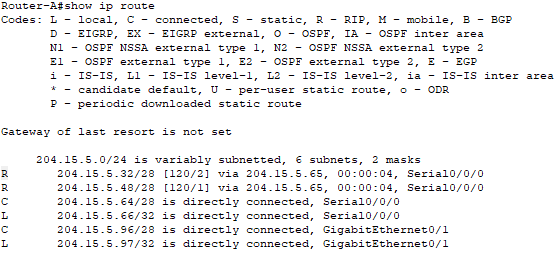 Router-A#show ip route
Codes: L - local, C - connected, S - static, R - RIP, M - mobile, B - BGP
       D - EIGRP, EX - EIGRP external, O - OSPF, IA - OSPF inter area
       N1 - OSPF NSSA external type 1, N2 - OSPF NSSA external type 2
       E1 - OSPF external type 1, E2 - OSPF external type 2, E - EGP
       i - IS-IS, L1 - IS-IS level-1, L2 - IS-IS level-2, ia - IS-IS inter area
       * - candidate default, U - per-user static route, o - ODR
       P - periodic downloaded static route

Gateway of last resort is not set

     204.15.5.0/24 is variably subnetted, 6 subnets, 2 masks
R       204.15.5.32/28 [120/2] via 204.15.5.65, 00:00:04, Serial0/0/0
R       204.15.5.48/28 [120/1] via 204.15.5.65, 00:00:04, Serial0/0/0
C       204.15.5.64/28 is directly connected, Serial0/0/0
L       204.15.5.66/32 is directly connected, Serial0/0/0
C       204.15.5.96/28 is directly connected, GigabitEthernet0/1
L       204.15.5.97/32 is directly connected, GigabitEthernet0/1